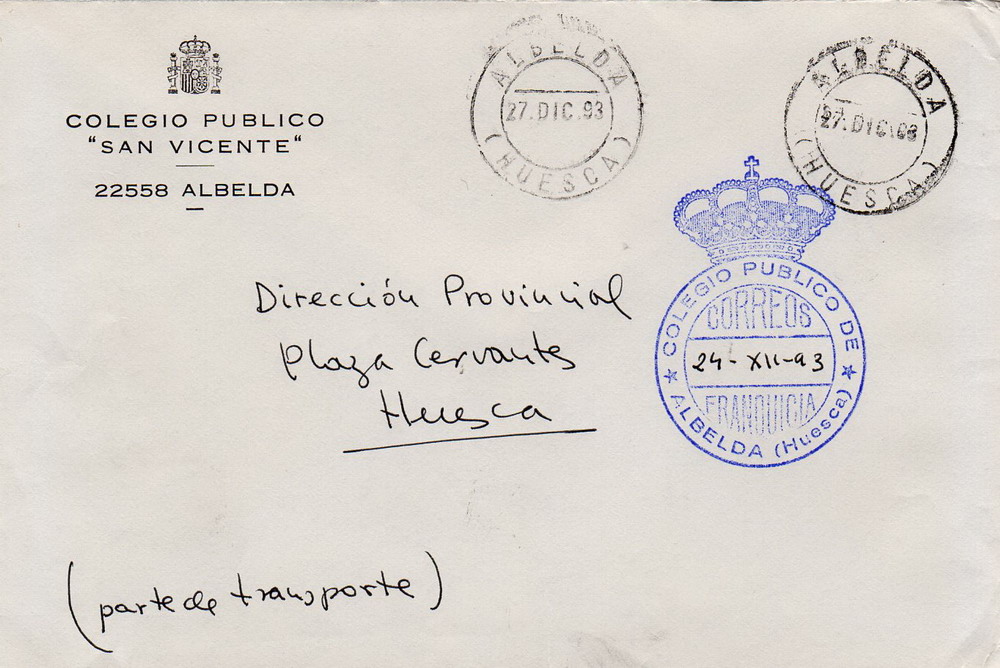 COLEGIO PUBLICO
"SAN VICENTE"
22558 ALBELDA
ALBELDA
27. DIC. 93
(HUESCA)
ALBELDA
27. DIC. 93
(HUESCA)
COLEGIO PUBLICO DE
CORREOS
24-XII-93
FRANQUICIA
ALBELDA (Huesca)
Dirección Provincial
Plaza Cervantes
Huesca
(parte de transporte)